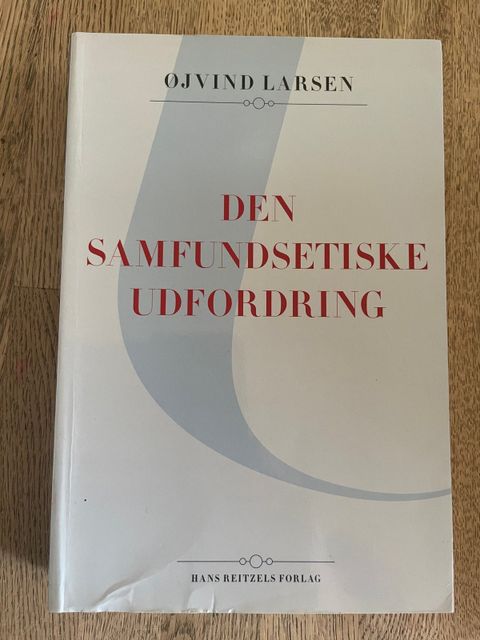 ØJVIND LARSEN
DEN
SAMFUNDSETISKE
UDFORDRING
HANS REITZELS FORLAG